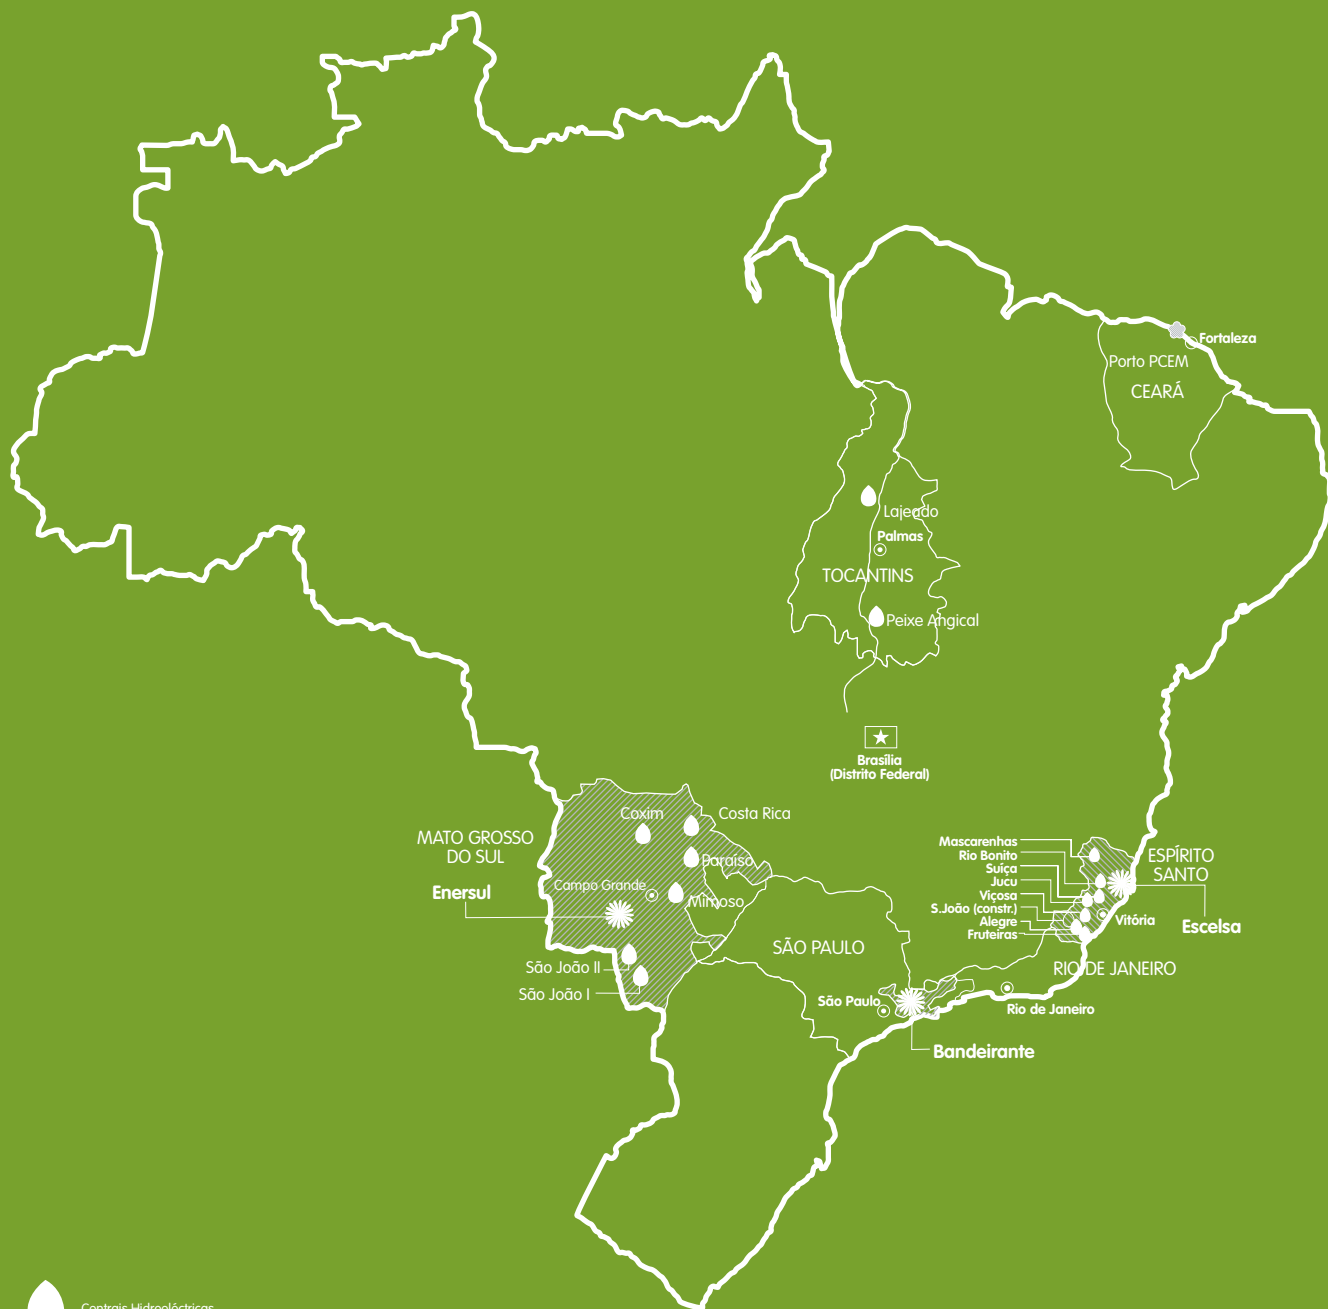 Fortaleza
Porto PCEM
CEARÁ
Lajeado
Palmas
TOCANTINS
Peixe Angical
Brasília
(Distrito Federal)
MATO GROSSO
DO SUL
Enersul
Coxim
Costa Rica
Paraíso
Campo Grande
Mimoso
São João II
São João I
SÃO PAULO
São Paulo
Bandeirante
Mascarenhas
Rio Bonito
Suíça
Jucu
Viçosa
S.João (constr.)
Alegre
Fruteiras
ESPÍRITO
SANTO
Vitória
Escelsa
RIO DE JANEIRO
Rio de Janeiro
Centrais Hidroeléctricas